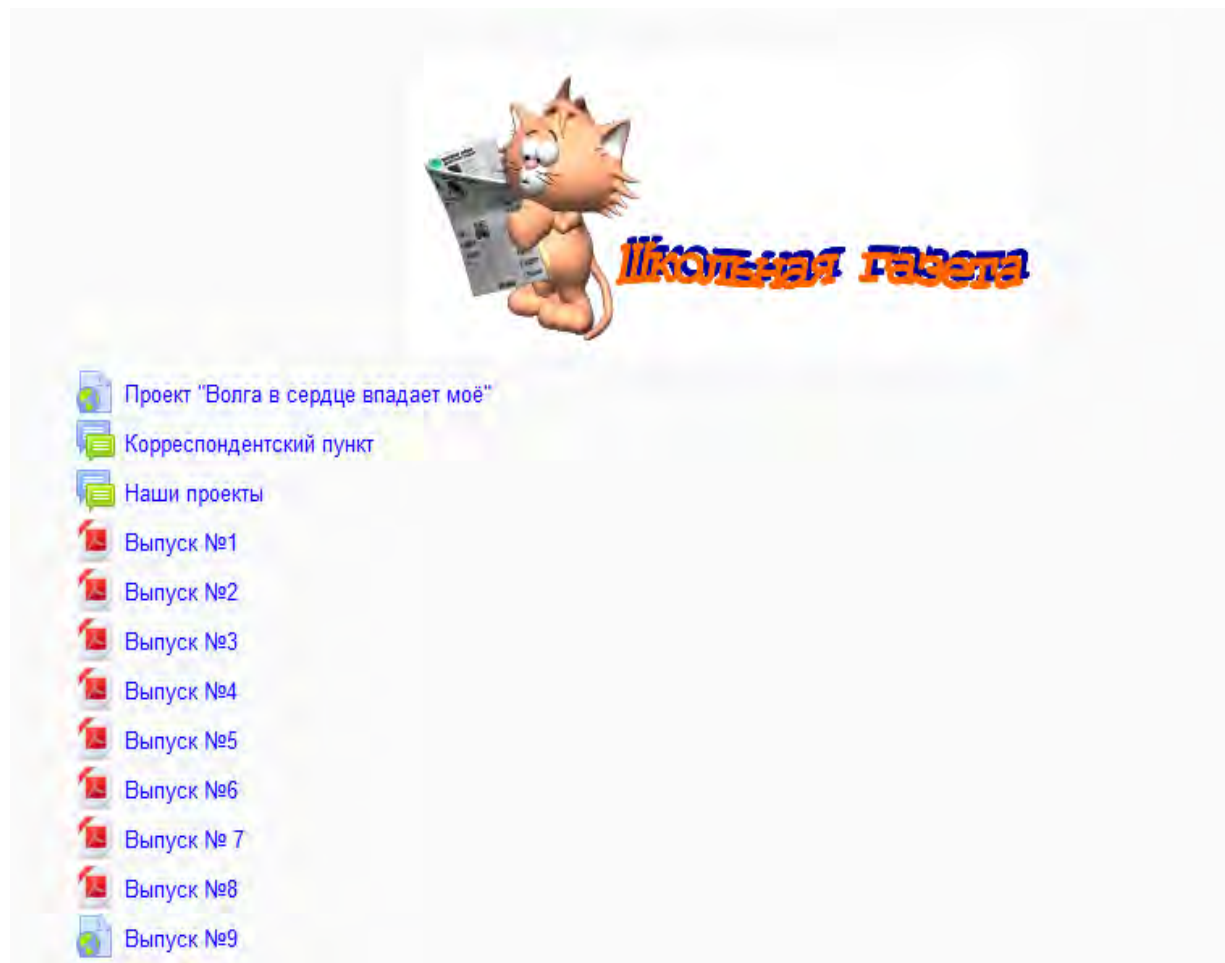 Школьная газета
Проект "Волга в сердце впадает моё"
Корреспондентский пункт
Наши проекты
Выпуск №1
Выпуск №2
Выпуск №3
Выпуск №4
Выпуск №5
Выпуск №6
Выпуск № 7
Выпуск №8
Выпуск №9